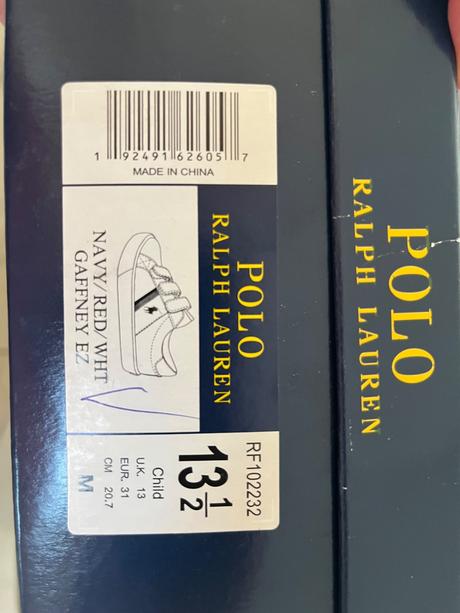 1 92491 62605 7
MADE IN CHINA
POLO
RALPH LAUREN
NAVY/RED/WHT
GAFFNEY EZ
RF102232
13 1/2
Child
U.K. 13
EUR. 31
CM 20.7
M
POLO
RALPH LAUREN